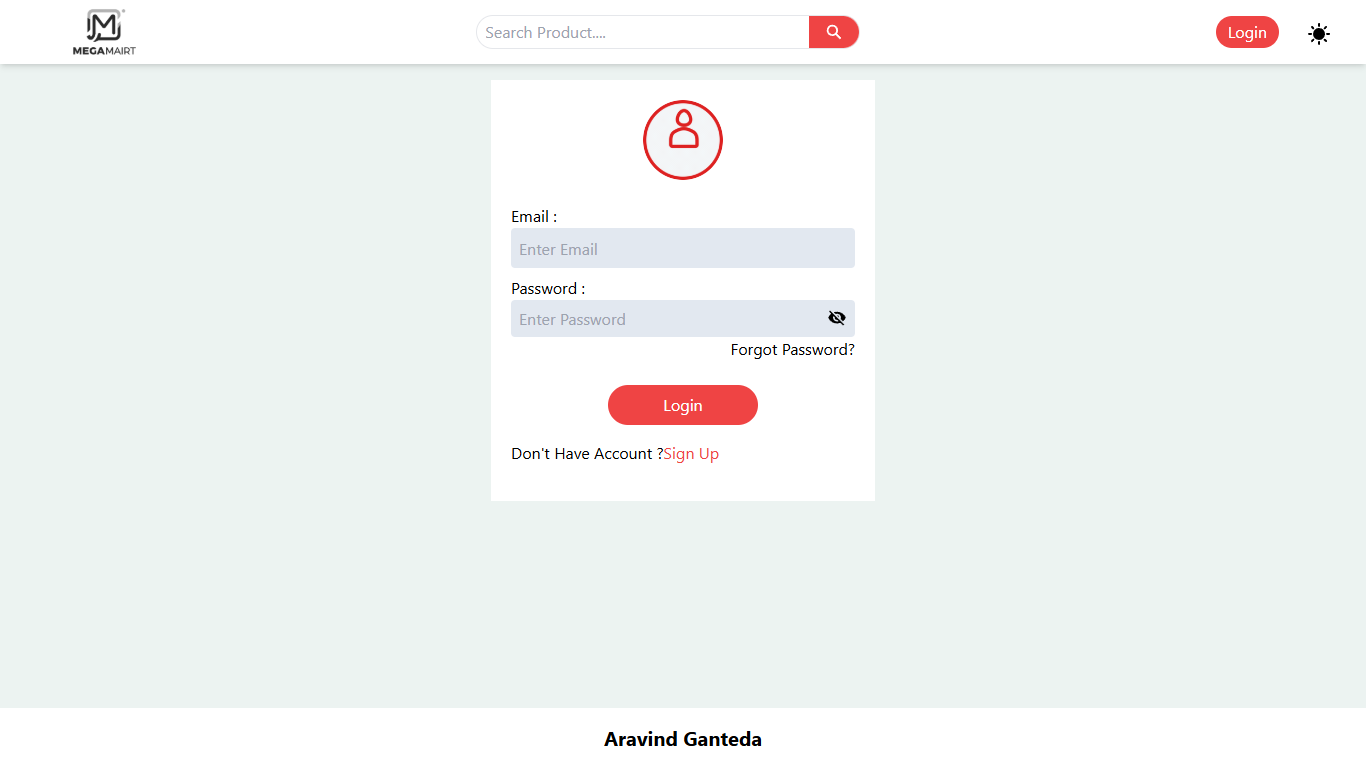 MEGAMAIRT
Search Product....
Login
Email :
Enter Email
Password :
Enter Password
Forgot Password?
Login
Don't Have Account ?Sign Up
Aravind Ganteda